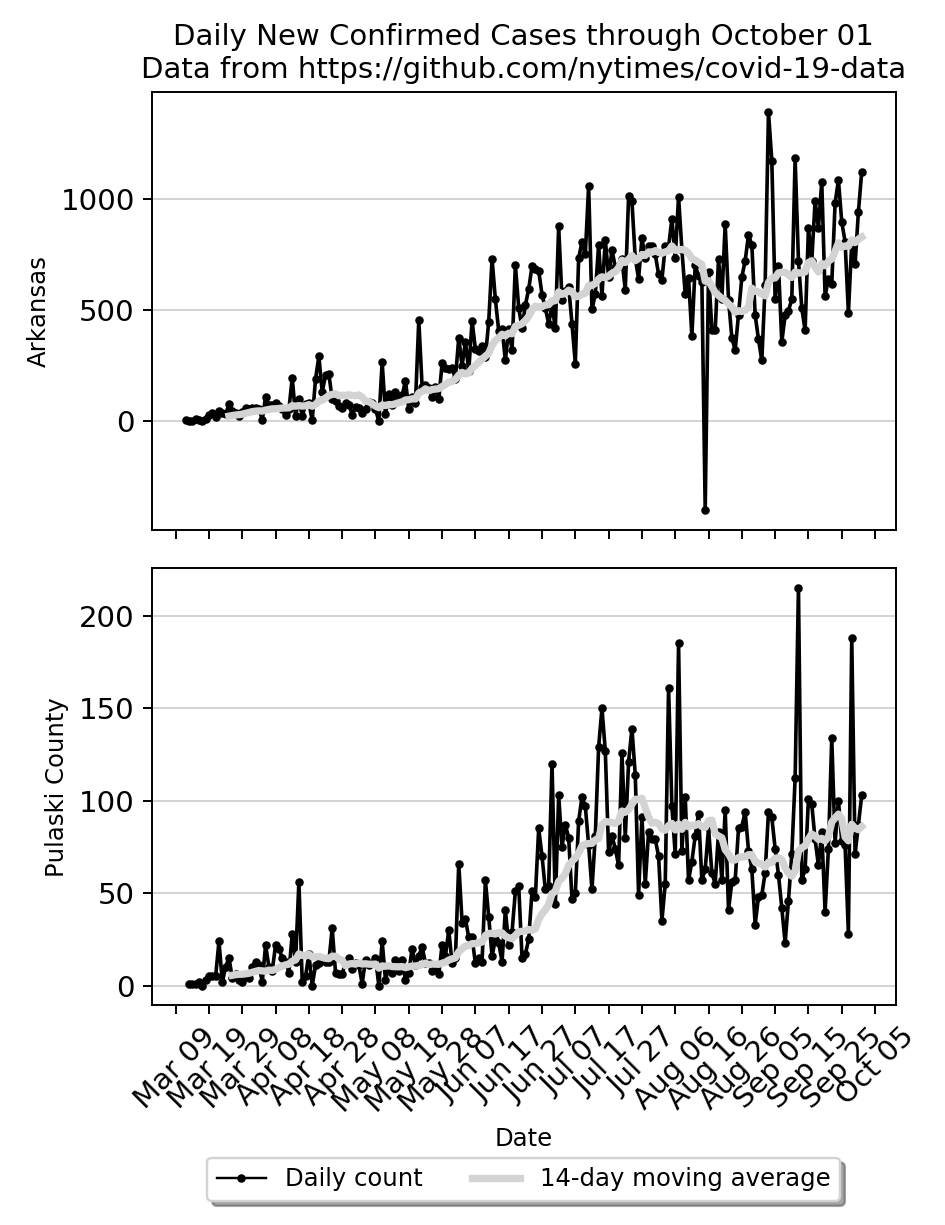 Daily New Confirmed Cases through October 01
Data from https://github.com/nytimes/covid-19-data
1000
500
0
Arkansas
200
150
100
50
0
Pulaski County
Mar 09
Mar 19
Mar 29
Apr 08
Apr 18
Apr 28
May 08
May 18
May 28
Jun 07
Jun 17
Jun 27
Jul 07
Jul 17
Jul 27
Aug 06
Aug 16
Aug 26
Sep 05
Sep 15
Sep 25
Oct 05
Date
Daily count
14-day moving average